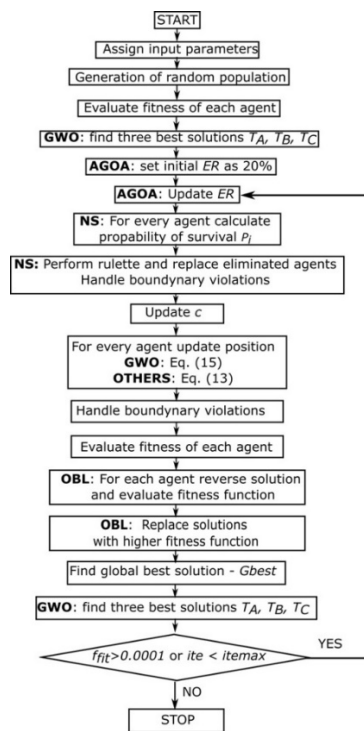 START
Assign input parameters
Generation of random population
Evaluate fitness of each agent
GWO: find three best solutions TA, TB, TC
AGOA: set initial ER as 20%
AGOA: Update ER
NS: For every agent calculate
propability of survival Pj
NS: Perform rulette and replace eliminated agents
Handle boundynary violations
Update c
For every agent update position
GWO: Eq. (15)
OTHERS: Eq. (13)
Handle boundynary violations
Evaluate fitness of each agent
OBL: For each agent reverse solution
and evaluate fitness function
OBL: Replace solutions
with higher fitness function
Find global best solution - Gbest
GWO: find three best solutions TA, TB, TC
ffit>0.0001 or ite < itemax
YES
NO
STOP